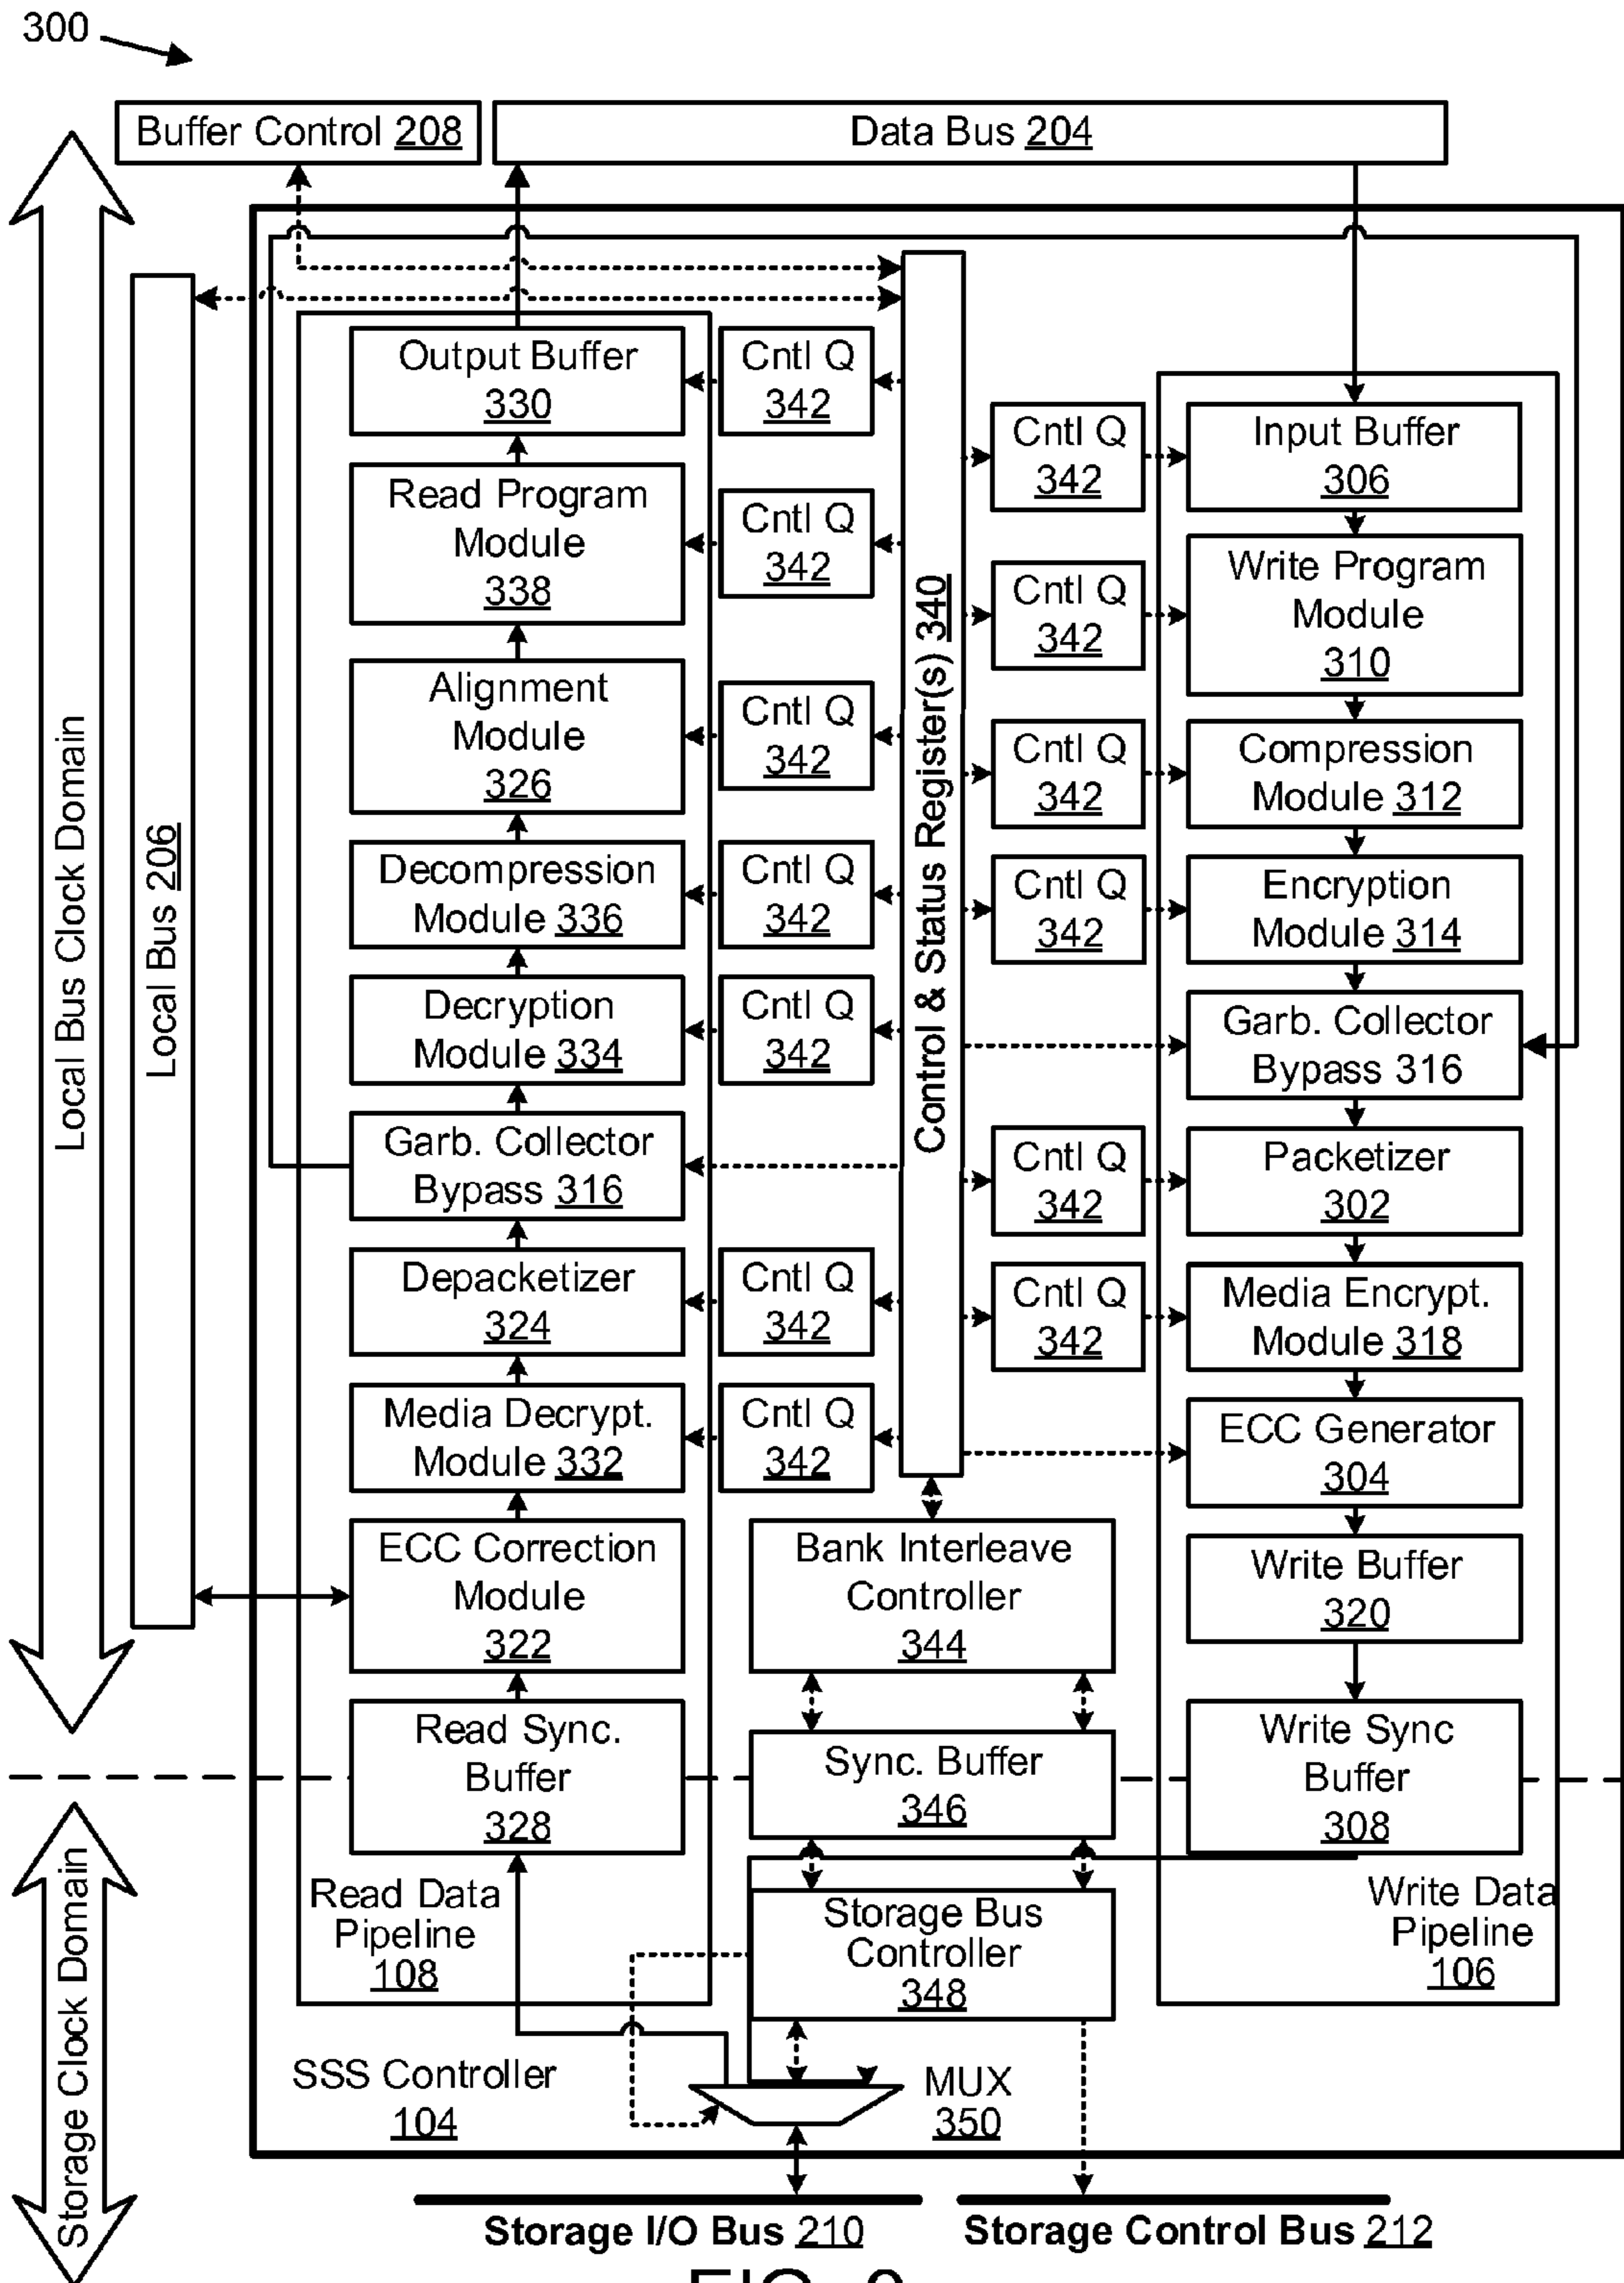 300
Buffer Control 208
Data Bus 204
Local Bus Clock Domain
Local Bus 206
Output Buffer
330
Cntl Q
342
Read Program
Module
338
Cntl Q
342
Alignment
Module
326
Cntl Q
342
Decompression
Module 336
Cntl Q
342
Decryption
Module 334
Cntl Q
342
Garb. Collector
Bypass 316
Depacketizer
324
Cntl Q
342
Media Decrypt.
Module 332
Cntl Q
342
ECC Correction
Module
322
Read Sync.
Buffer
328
Read Data
Pipeline
108
Control & Status Register(s) 340
Cntl Q
342
Input Buffer
306
Cntl Q
342
Write Program
Module
310
Cntl Q
342
Compression
Module 312
Cntl Q
342
Encryption
Module 314
Garb. Collector
Bypass 316
Cntl Q
342
Packetizer
302
Cntl Q
342
Media Encrypt.
Module 318
ECC Generator
304
Write Buffer
320
Write Sync
Buffer
308
Write Data
Pipeline
106
Bank Interleave
Controller
344
Sync. Buffer
346
Storage Bus
Controller
348
Storage Clock Domain
SSS Controller
104
MUX
350
Storage I/O Bus 210
Storage Control Bus 212